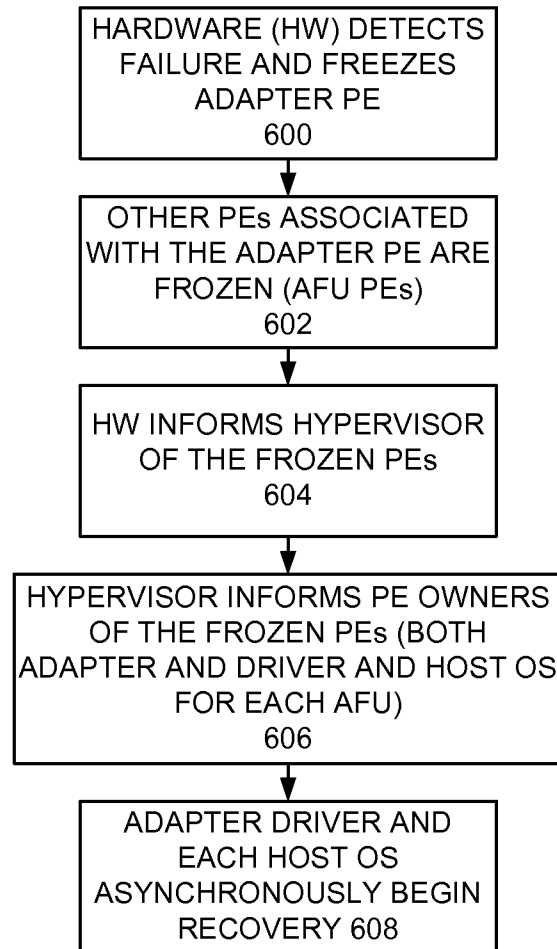 HARDWARE (HW) DETECTS
FAILURE AND FREEZES
ADAPTER PE
600
OTHER PEs ASSOCIATED
WITH THE ADAPTER PE ARE
FROZEN (AFU PEs)
602
HW INFORMS HYPERVISOR
OF THE FROZEN PEs
604
HYPERVISOR INFORMS PE OWNERS
OF THE FROZEN PEs (BOTH
ADAPTER AND DRIVER AND HOST OS
FOR EACH AFU)
606
ADAPTER DRIVER AND
EACH HOST OS
ASYNCHRONOUSLY BEGIN
RECOVERY 608